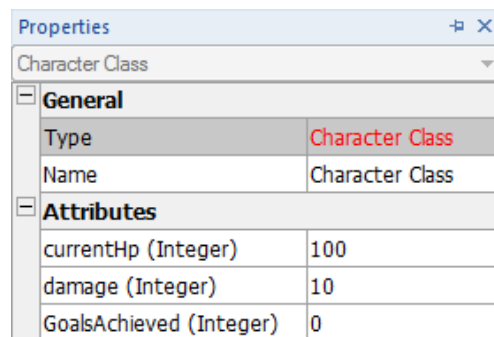 Properties
Character Class
General
Type Character Class
Name Character Class
Attributes
currentHp (Integer) 100
damage (Integer) 10
GoalsAchieved (Integer) 0